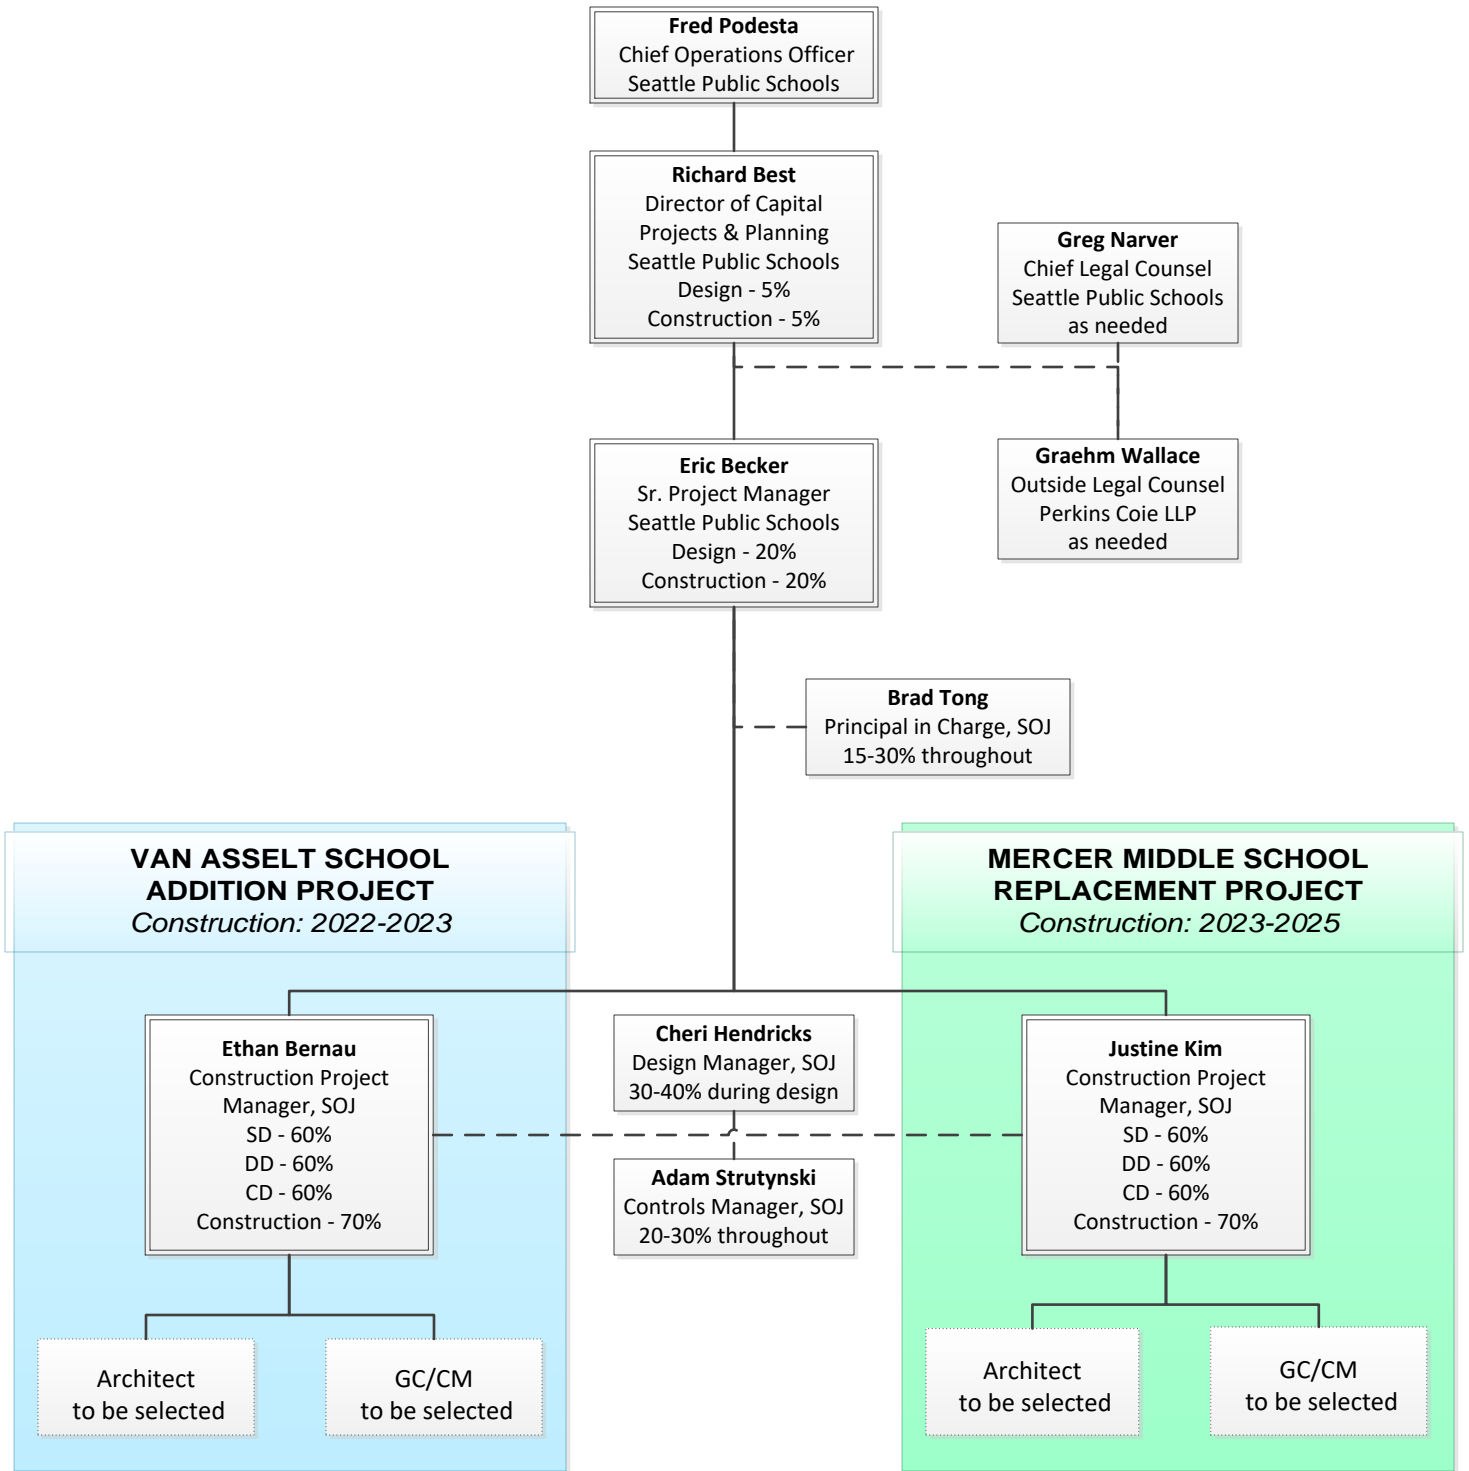 Fred Podesta
Chief Operations Officer
Seattle Public Schools
Richard Best
Director of Capital
Projects & Planning
Seattle Public Schools
Design - 5%
Construction - 5%
Greg Narver
Chief Legal Counsel
Seattle Public Schools
as needed
Eric Becker
Sr. Project Manager
Seattle Public Schools
Design - 20%
Construction - 20%
Graehm Wallace
Outside Legal Counsel
Perkins Coie LLP
as needed
Brad Tong
Principal in Charge, SOJ
15-30% throughout
VAN ASSELT SCHOOL
ADDITION PROJECT
Construction: 2022-2023
MERCER MIDDLE SCHOOL
REPLACEMENT PROJECT
Construction: 2023-2025
Ethan Bernau
Construction Project
Manager, SOJ
SD - 60%
DD - 60%
CD - 60%
Construction - 70%
Cheri Hendricks
Design Manager, SOJ
30-40% during design
Adam Strutynski
Controls Manager, SOJ
20-30% throughout
Justine Kim
Construction Project
Manager, SOJ
SD - 60%
DD - 60%
CD - 60%
Construction - 70%
Architect
to be selected
GC/CM
to be selected
Architect
to be selected
GC/CM
to be selected